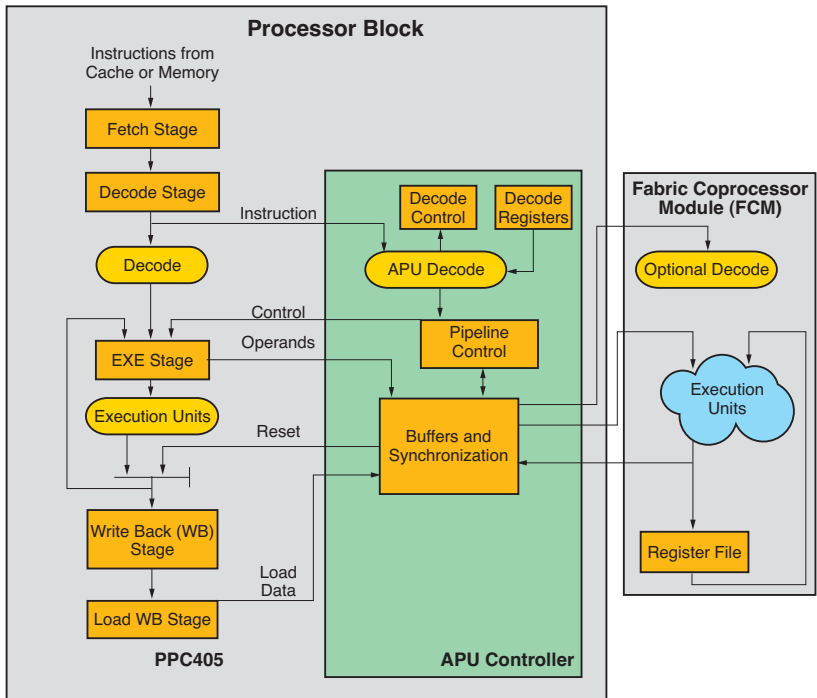 Processor Block
Instructions from
Cache or Memory
Fetch Stage
Decode Stage
Instruction
Decode
Control
EXE Stage
Operands
Execution Units
Reset
Write Back (WB)
Stage
Load
Data
Load WB Stage
PPC405
Decode
Control
Decode
Registers
APU Decode
Pipeline
Control
Buffers and
Synchronization
APU Controller
Fabric Coprocessor
Module (FCM)
Optional Decode
Execution
Units
Register File